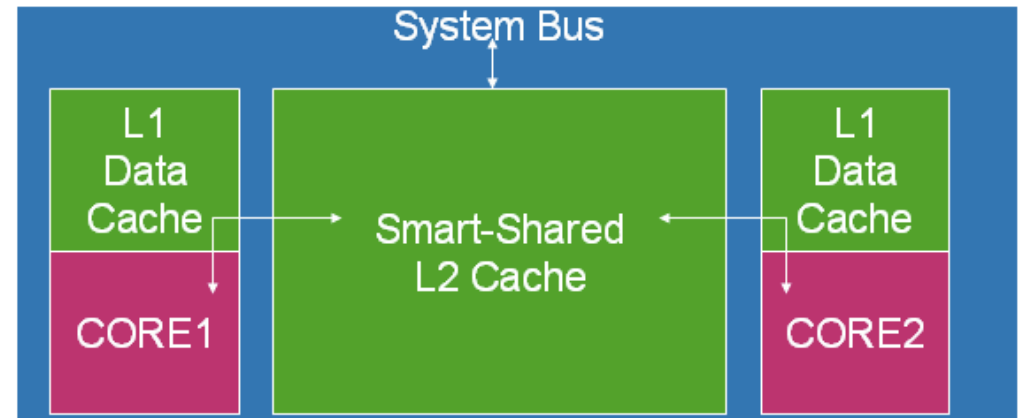 System Bus
L1
Data
Cache
CORE1
Smart-Shared
L2 Cache
L1
Data
Cache
CORE2